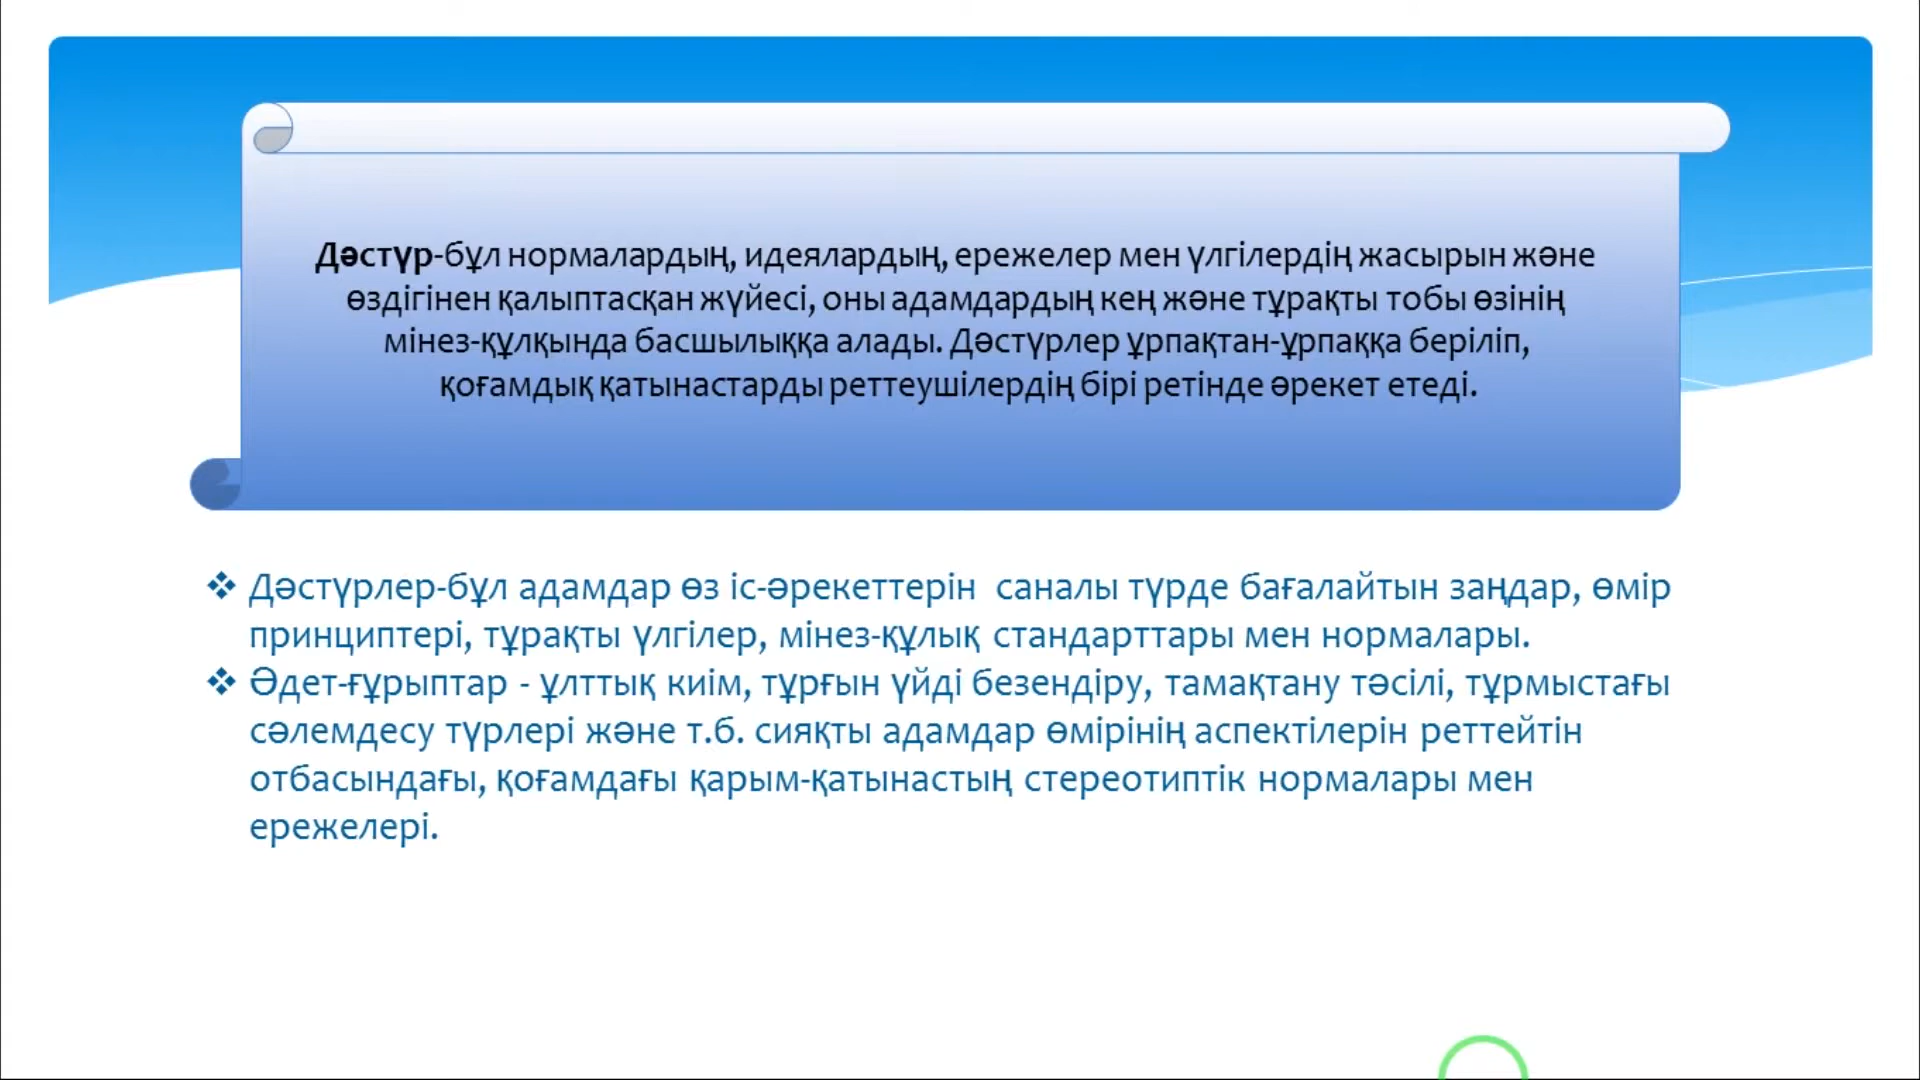 Дәстүр-бұл нормалардың, идеялардың, ережелер мен үлгілердің жасырын және
өздігінен қалыптасқан жүйесі, оны адамдардың кең және тұрақты тобы өзінің
мінез-құлқында басшылыққа алады. Дәстүрлер ұрпақтан-ұрпаққа беріліп,
қоғамдық қатынастарды реттеушілердің бірі ретінде әрекет етеді.
❖ Дәстүрлер-бұл адамдар өз іс-әрекеттерін саналы түрде бағалайтын заңдар, өмір
принциптері, тұрақты үлгілер, мінез-құлық стандарттары мен нормалары.
❖ Әдет-ғұрыптар - ұлттық киім, тұрғын үйді безендіру, тамақтану тәсілі, тұрмыстағы
сәлемдесу түрлері және т.б. сияқты адамдар өмірінің аспектілерін реттейтін
отбасындағы, қоғамдағы қарым-қатынастың стереотиптік нормалары мен
ережелері.